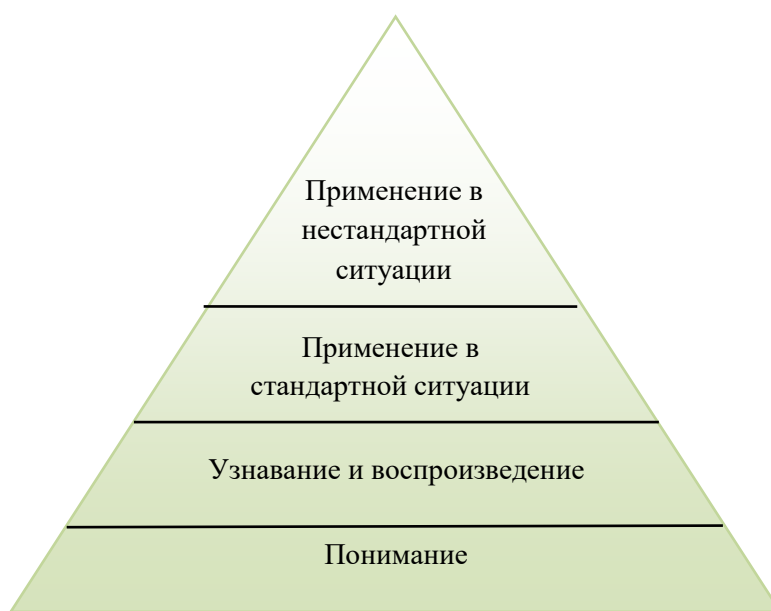 Применение в
нестандартной
ситуации
Применение в
стандартной ситуации
Узнавание и воспроизведение
Понимание